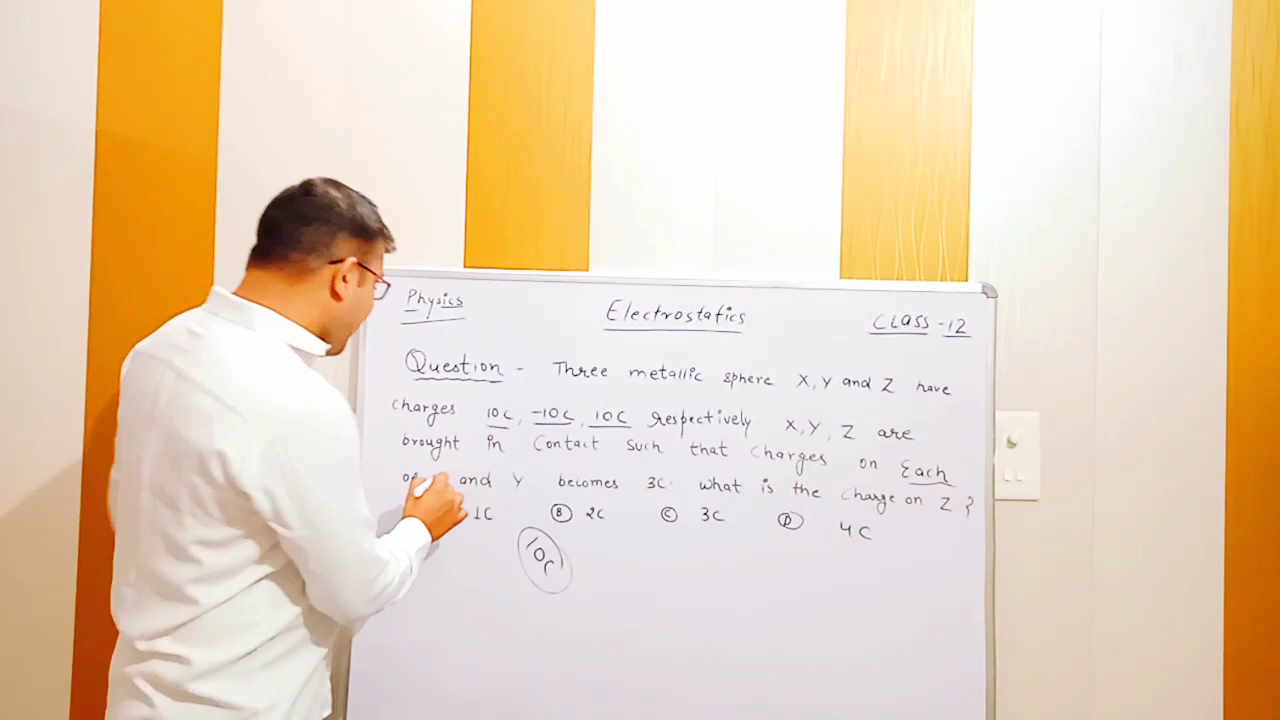 Physics
Electrostatics
CLASS-12
Question - Three metallic sphere X, Y and Z have
charges 10C, -10C, 10C respectively X, Y, Z are
brought in Contact such that charges on Each
and Y becomes 3C. What is the charge on Z ?
1C Ⓑ 2C Ⓒ 3C Ⓓ 4C
10C